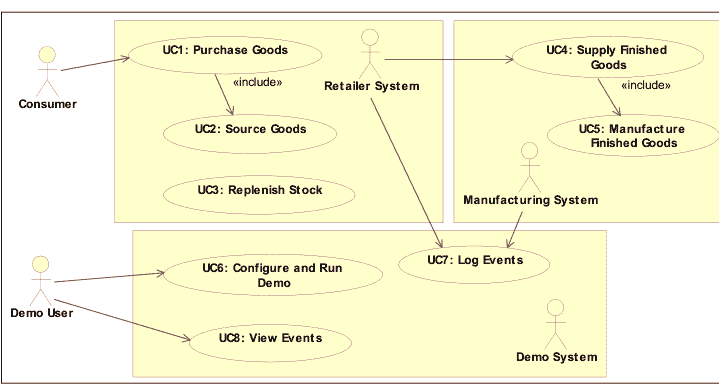 UC1: Purchase Goods
«include»
Retailer System
UC4: Supply Finished
Goods
«include»
Consumer
UC2: Source Goods
UC5: Manufacture
Finished Goods
UC3: Replenish Stock
Manufacturing System
UC6: Configure and Run
Demo
UC7: Log Events
Demo User
UC8: View Events
Demo System